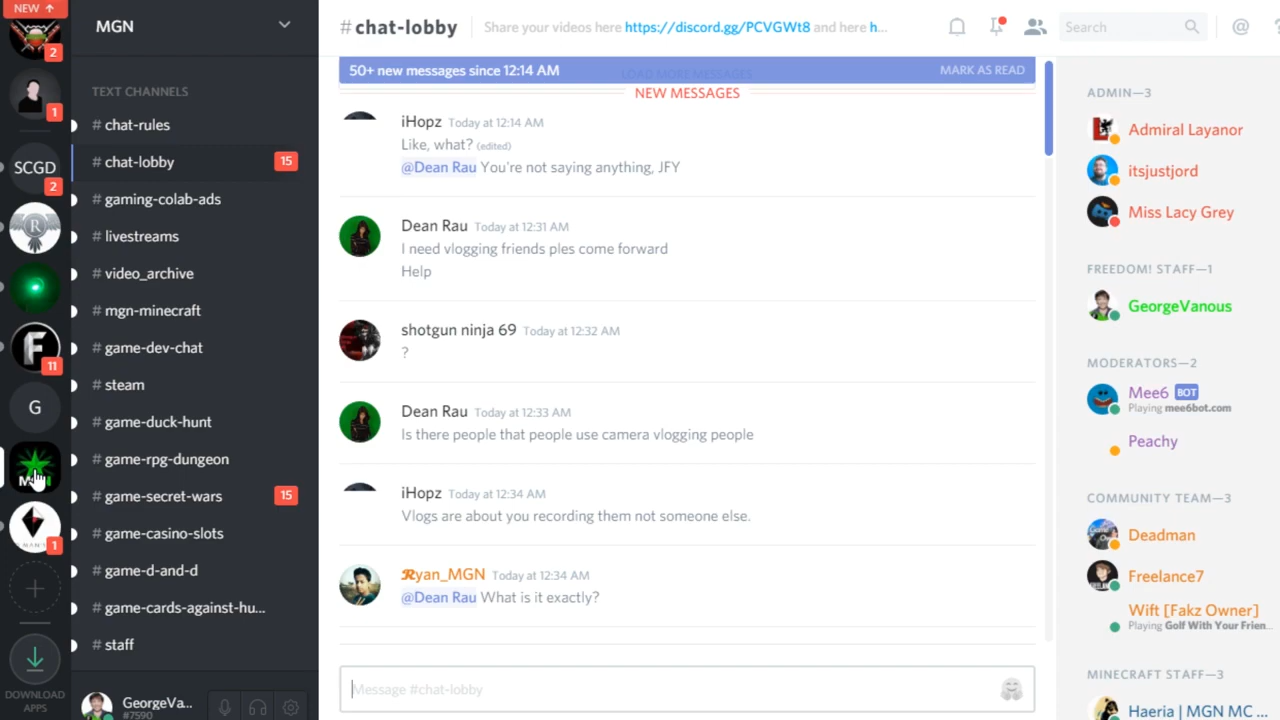 NEW ↑
2
1
SCGD
2
R
F
11
G
MGN
1
DOWNLOAD
APPS
MGN
TEXT CHANNELS
# chat-rules
# chat-lobby 15
# gaming-colab-ads
# livestreams
# video_archive
# mgn-minecraft
# game-dev-chat
# steam
# game-duck-hunt
# game-rpg-dungeon
# game-secret-wars 15
# game-casino-slots
# game-d-and-d
# game-cards-against-hu...
# staff
GeorgeVa...
#7590
# chat-lobby Share your videos here https://discord.gg/PCVGWt8 and here h...
Search @ ?
50+ new messages since 12:14 AM LOAD MORE MESSAGES MARK AS READ
NEW MESSAGES
iHopz Today at 12:14 AM
Like, what? (edited)
@Dean Rau You're not saying anything, JFY
Dean Rau Today at 12:31 AM
I need vlogging friends ples come forward
Help
shotgun ninja 69 Today at 12:32 AM
?
Dean Rau Today at 12:33 AM
Is there people that people use camera vlogging people
iHopz Today at 12:34 AM
Vlogs are about you recording them not someone else.
Ryan_MGN Today at 12:34 AM
@Dean Rau What is it exactly?
Message #chat-lobby
ADMIN—3
Admiral Layanor
itsjustjord
Miss Lacy Grey
FREEDOM! STAFF—1
GeorgeVanous
MODERATORS—2
Mee6 BOT
Playing mee6bot.com
Peachy
COMMUNITY TEAM—3
Deadman
Freelance7
Wift [Fakz Owner]
Playing Golf With Your Frien...
MINECRAFT STAFF—3
Haeria | MGN MC ...